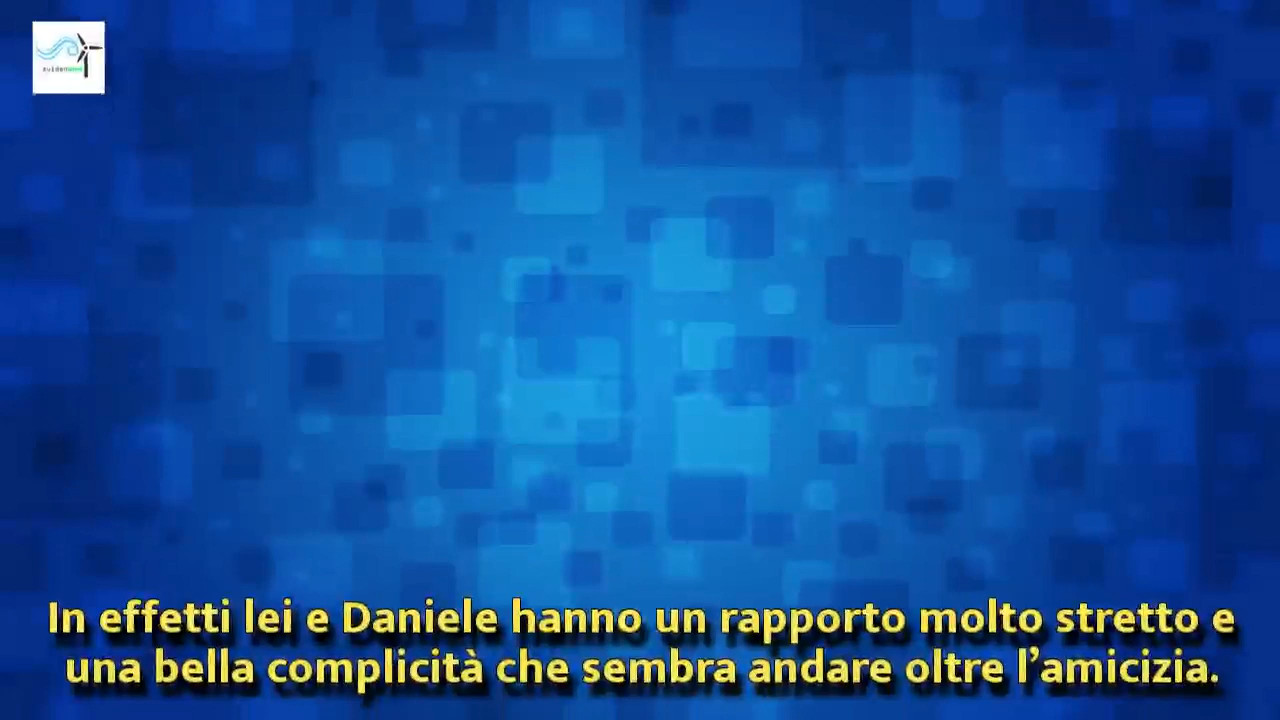 In effetti lei e Daniele hanno un rapporto molto stretto e
una bella complicità che sembra andare oltre l’amicizia.